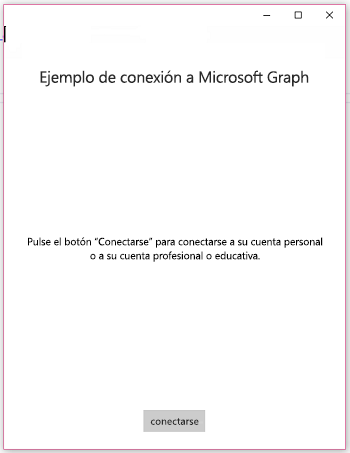 Ejemplo de conexión a Microsoft Graph
Pulse el botón “Conectarse” para conectarse a su cuenta personal
o a su cuenta profesional o educativa.
conectarse